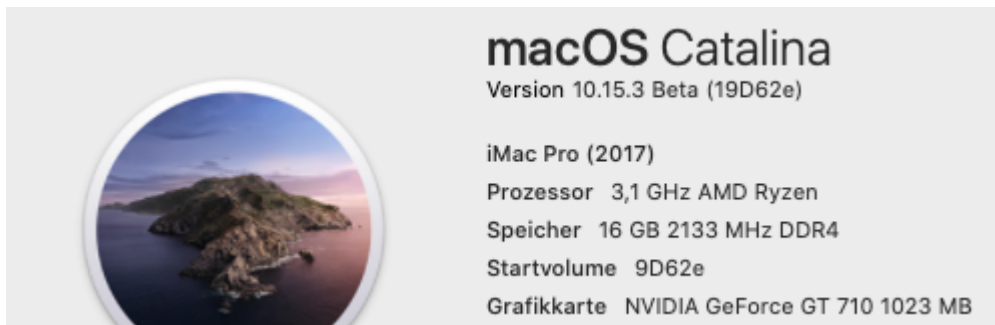 macOS Catalina
Version 10.15.3 Beta (19D62e)
iMac Pro (2017)
Prozessor 3,1 GHz AMD Ryzen
Speicher 16 GB 2133 MHz DDR4
Startvolume 9D62e
Grafikkarte NVIDIA GeForce GT 710 1023 MB